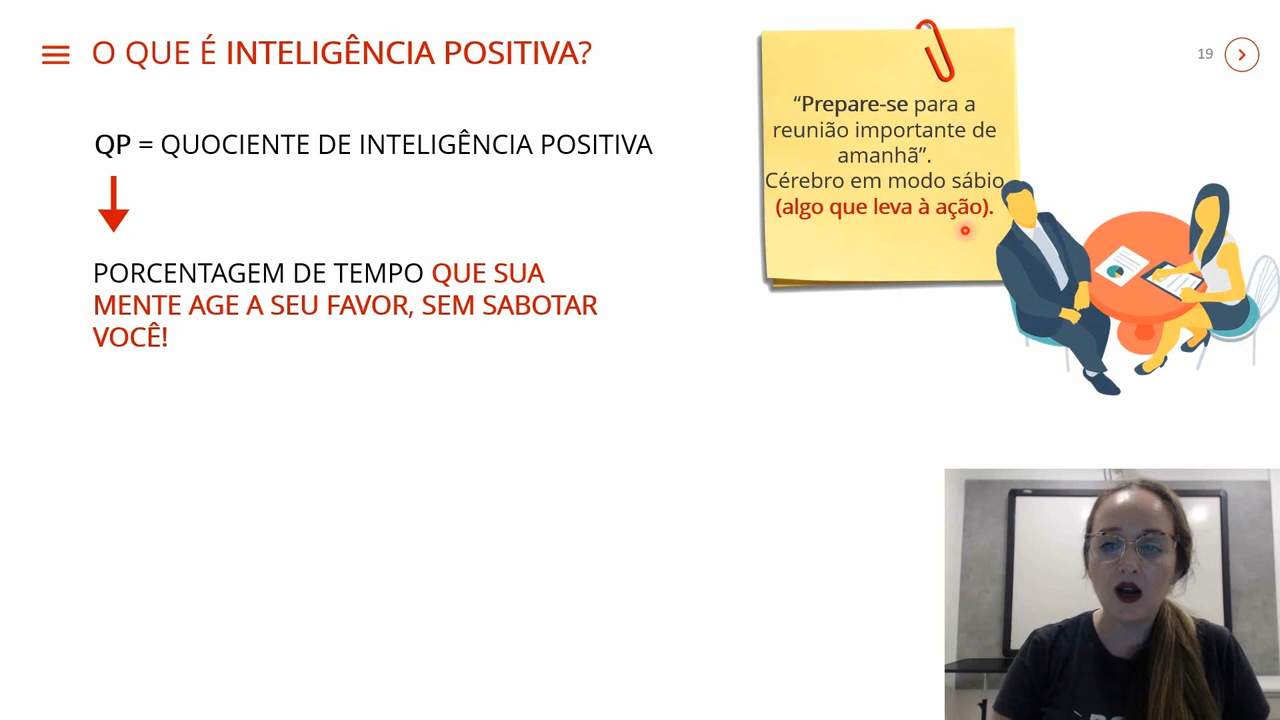 O QUE É INTELIGÊNCIA POSITIVA?
19
QP = QUOCIENTE DE INTELIGÊNCIA POSITIVA
PORCENTAGEM DE TEMPO QUE SUA
MENTE AGE A SEU FAVOR, SEM SABOTAR
VOCÊ!
“Prepare-se para a
reunião importante de
amanhã”.
Cérebro em modo sábio
(algo que leva à ação).